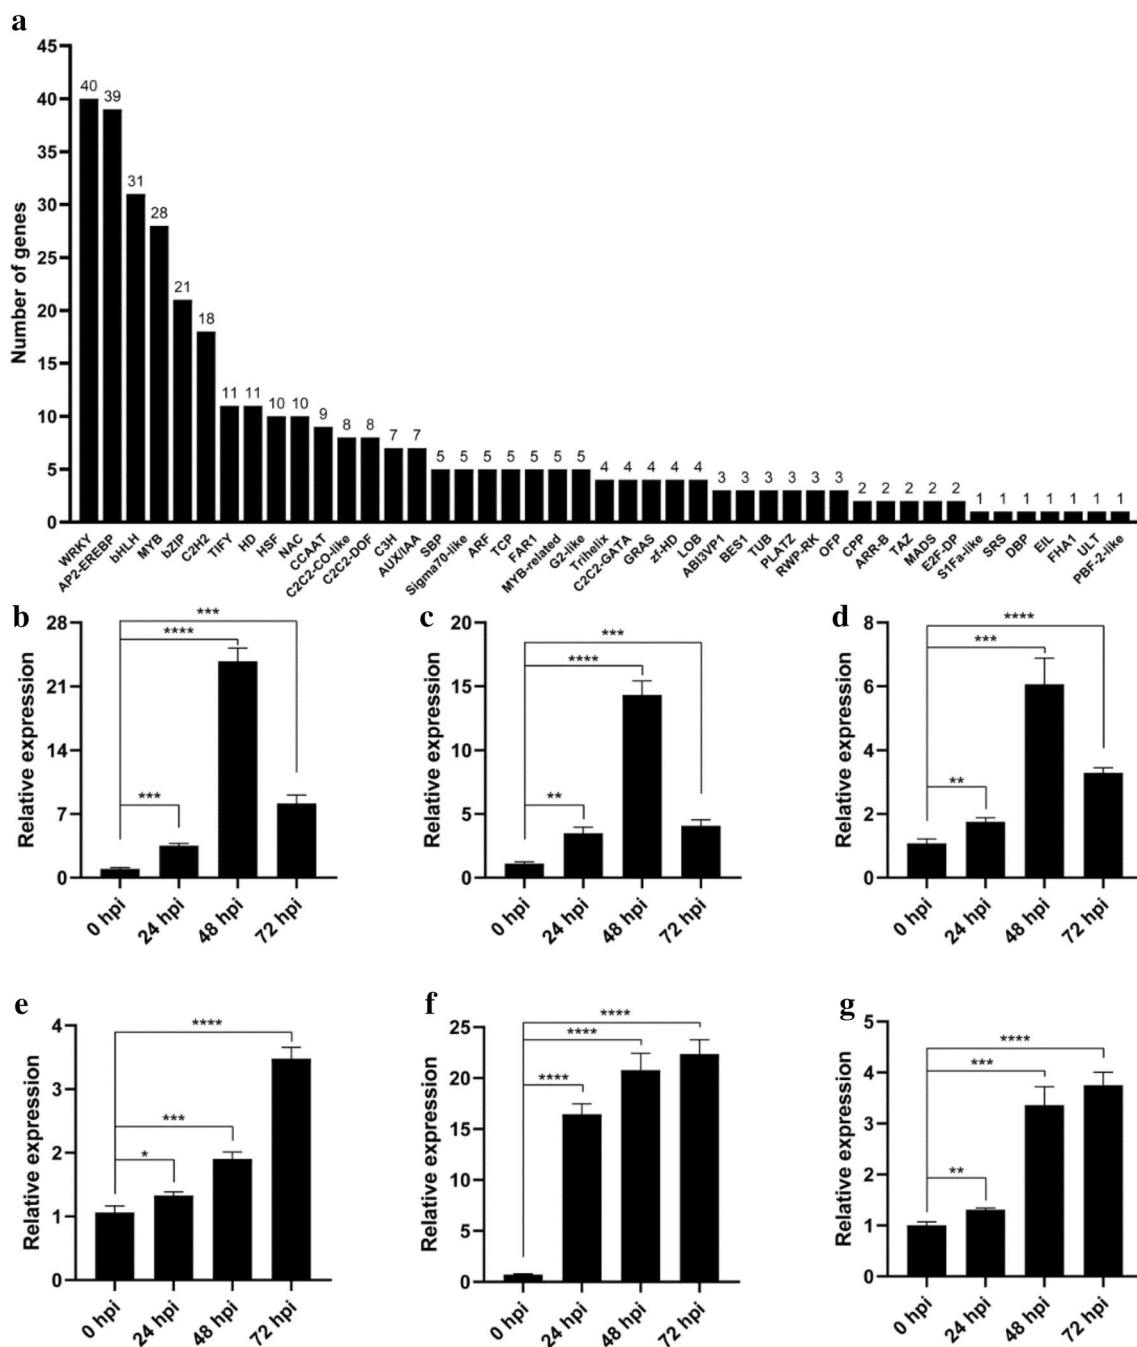 a
Number of genes
45
40
35
30
25
20
15
10
5
0
40 39 31 28 21 18 11 11 10 10 9 8 8 7 7 5 5 5 5 5 5 5 4 4 4 4 4 3 3 3 3 3 3 2 2 2 2 2 1 1 1 1 1 1 1
WRKY
AP2-EREBP
bHLH
MYB
bZIP
C2H2
TIFY
HD
HSF
NAC
CCAAT
C2C2-CO-like
C2C2-DOF
C3H
AUX/IAA
SBP
Sigma70-like
ARF
TCP
FAR1
MYB-related
G2-like
Trihelix
C2C2-GATA
GRAS
zf-HD
LOB
ABI3VP1
BES1
TUB
PLATZ
RWP-RK
OFP
CPP
ARR-B
TAZ
MADS
E2F-DP
S1Fa-like
SRS
DBP
EIL
FHA1
ULT
PBF-2-like
b
Relative expression
28
21
14
7
0
***
****
***
0 hpi
24 hpi
48 hpi
72 hpi
c
Relative expression
20
15
10
5
0
***
****
**
0 hpi
24 hpi
48 hpi
72 hpi
d
Relative expression
8
6
4
2
0
****
***
**
0 hpi
24 hpi
48 hpi
72 hpi
e
Relative expression
4
3
2
1
0
****
***
*
0 hpi
24 hpi
48 hpi
72 hpi
f
Relative expression
25
20
15
10
5
0
****
****
****
0 hpi
24 hpi
48 hpi
72 hpi
g
Relative expression
5
4
3
2
1
0
****
***
**
0 hpi
24 hpi
48 hpi
72 hpi